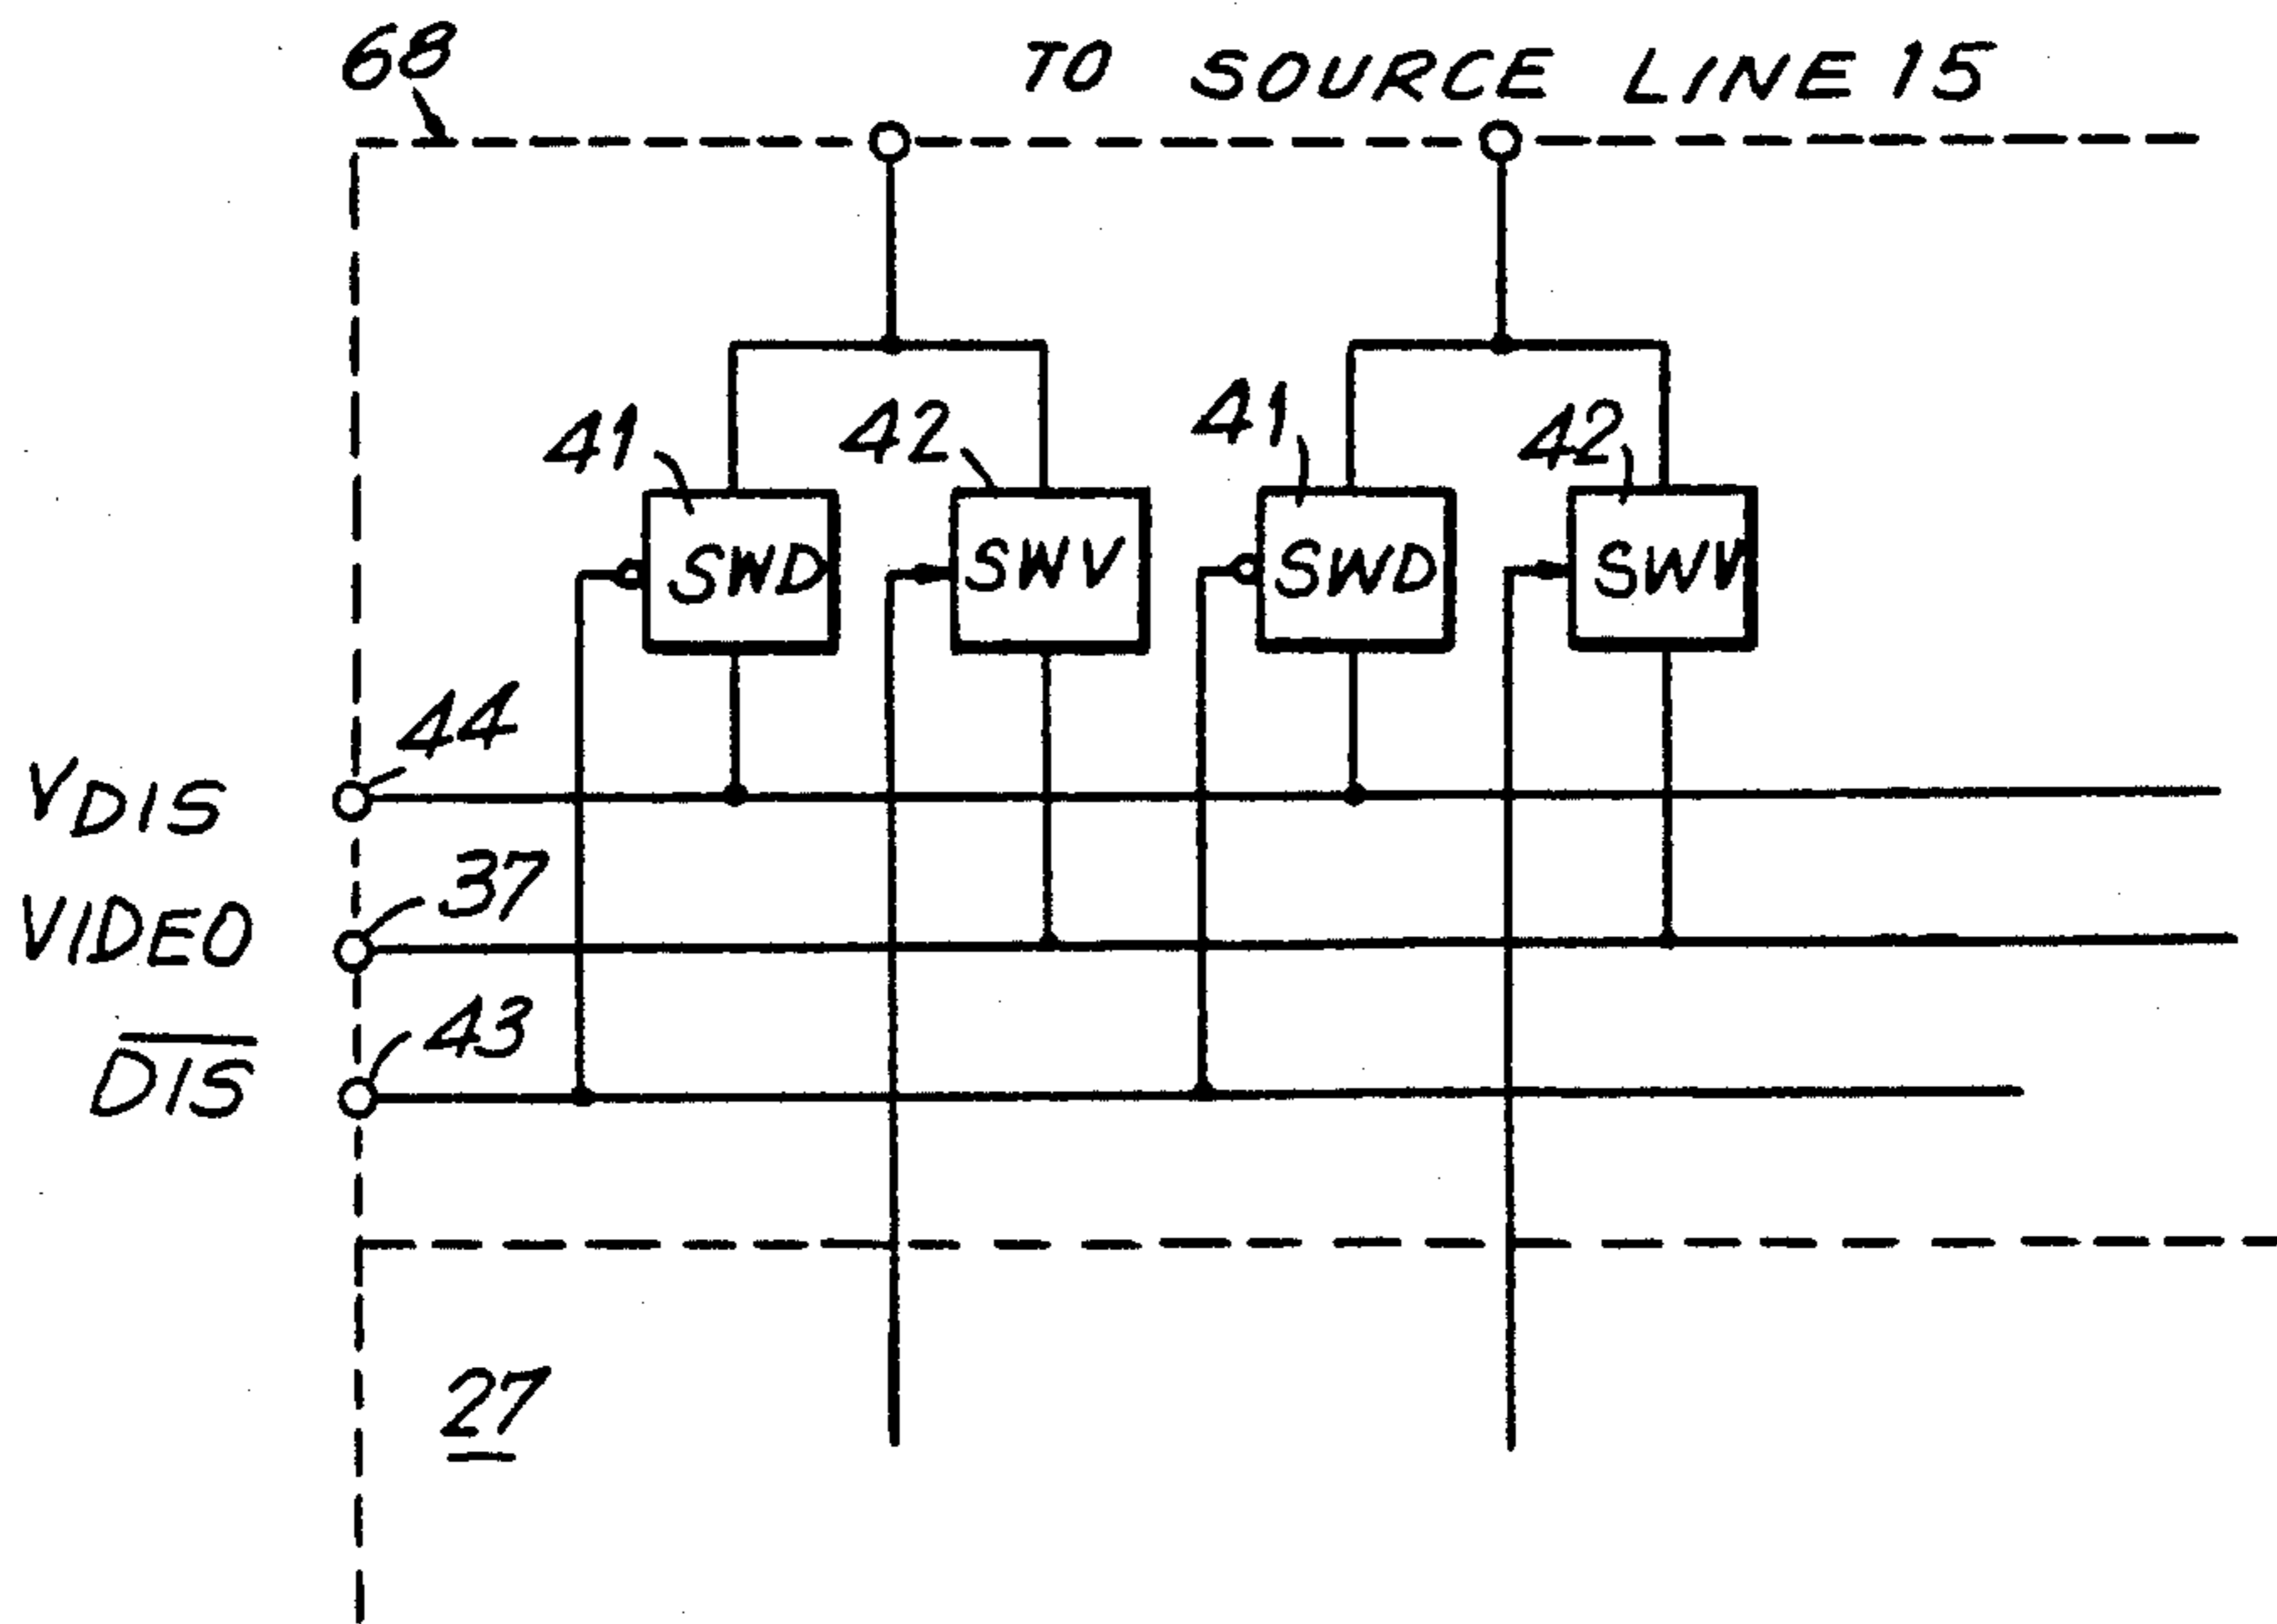 68
TO SOURCE LINE 15
41 42 41 42
SWD SWV SWD SWV
44
VDIS
37
VIDEO
43
DIS
27